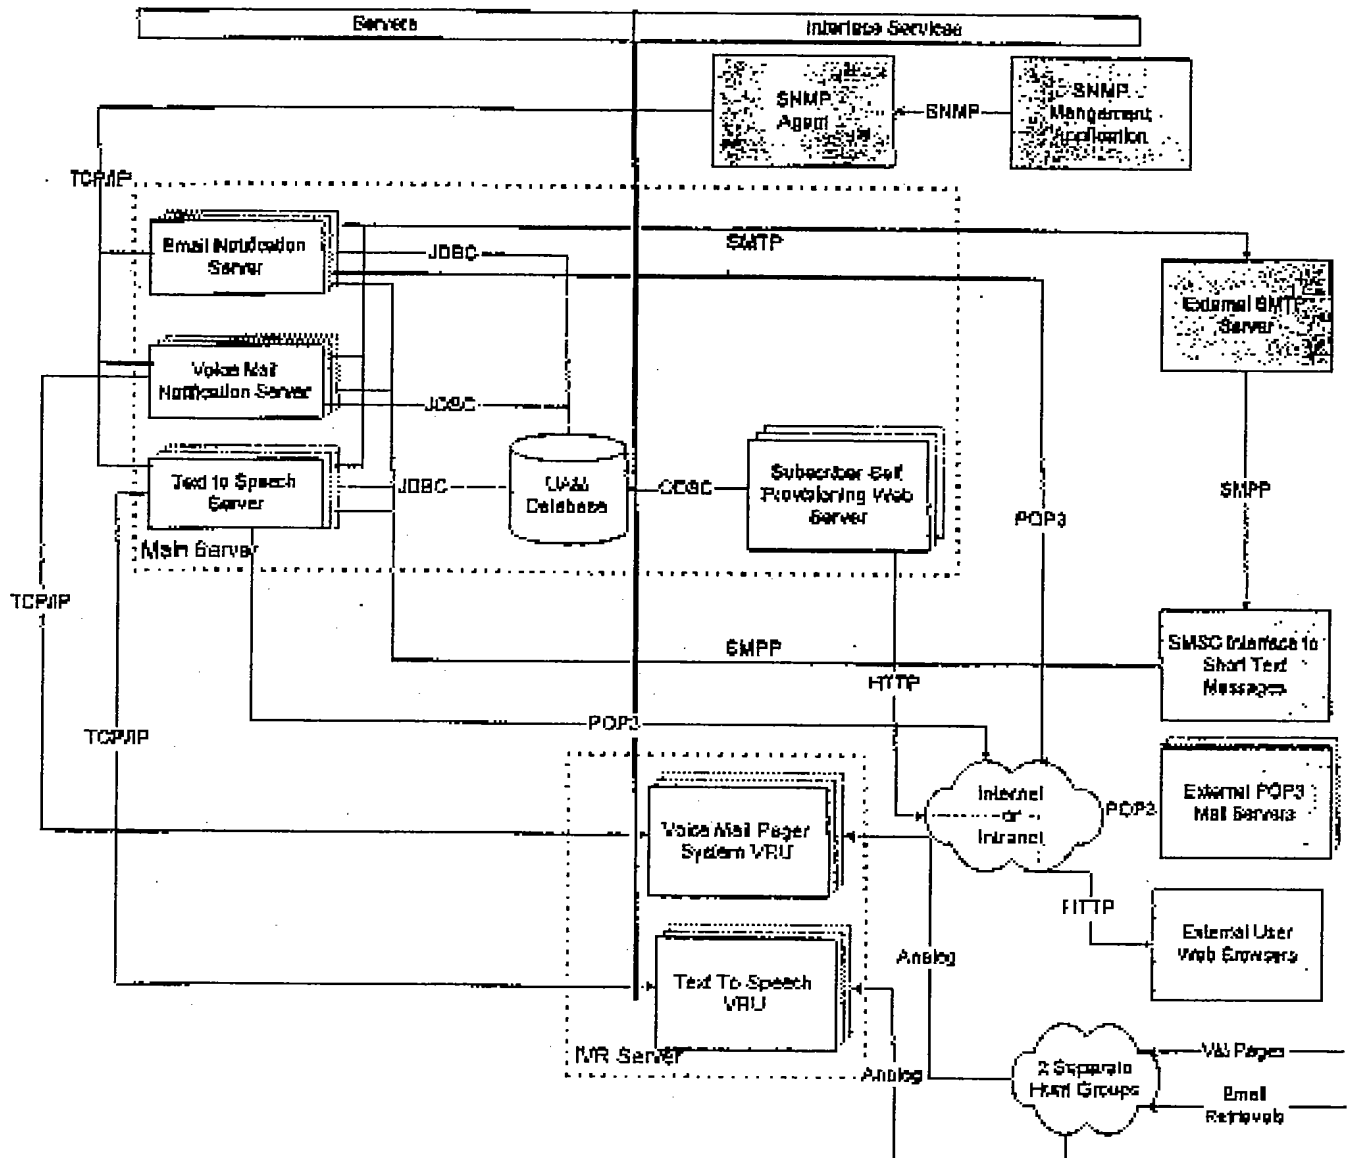 Servers
Interface Services
SNMP
Agent
SNMP
SNMP
Mangement
Application
TCP/IP
Email Notification
Server
JDBC
SMTP
External SMTP
Server
Voice Mail
Notification Server
JDBC
Text to Speech
Server
JDBC
Database
Subscriber Self
Provisioning Web
Server
POP3
SMPP
Main Server
TCP/IP
SMPP
SMSC Interface to
Short Text
Messages
HTTP
TCP/IP
POP3
Internet
or
Intranet
POP3
External POP3
Mail Servers
Voice Mail Pager
System VRU
HTTP
External User
Web Browsers
Analog
Text To Speech
VRU
IVR Server
Analog
2 Separate
Hunt Groups
VM Pages
Email
Retrievals